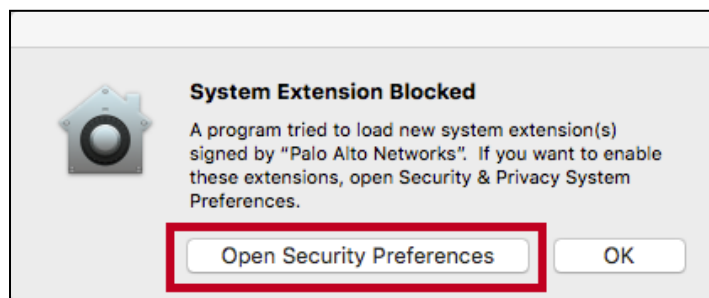 System Extension Blocked
A program tried to load new system extension(s)
signed by “Palo Alto Networks”.  If you want to enable
these extensions, open Security & Privacy System
Preferences.
Open Security Preferences
OK